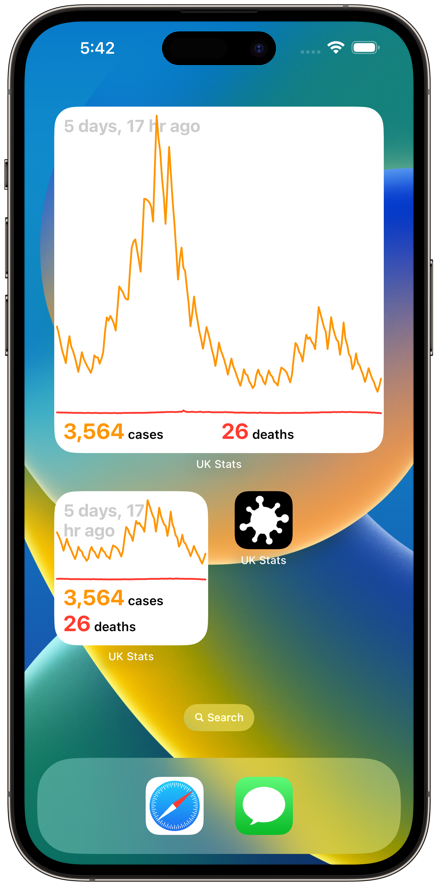 5:42
5 days, 17 hr ago
3,564 cases
26 deaths
UK Stats
5 days, 17
hr ago
3,564 cases
26 deaths
UK Stats
UK Stats
Search